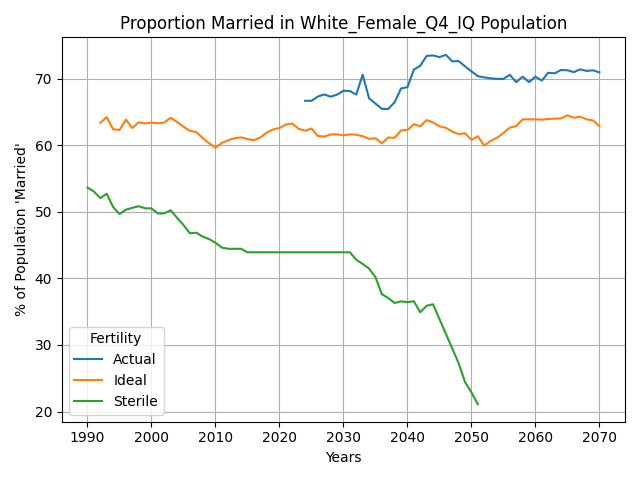 Proportion Married in White_Female_Q4_IQ Population
% of Population 'Married'
70
60
50
40
30
20
Fertility
Actual
Ideal
Sterile
1990 2000 2010 2020 2030 2040 2050 2060 2070
Years